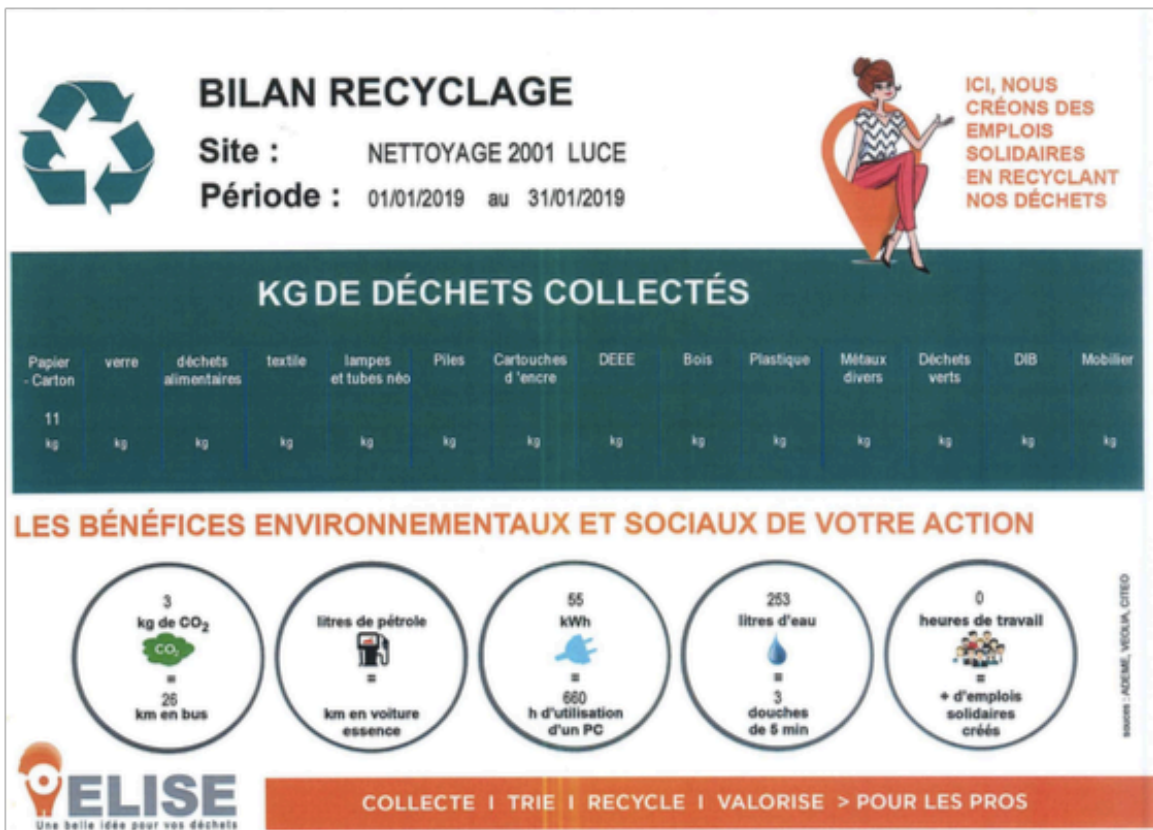 BILAN RECYCLAGE
Site : NETTOYAGE 2001 LUCE
Période : 01/01/2019 au 31/01/2019
ICI, NOUS
CRÉONS DES
EMPLOIS
SOLIDAIRES
EN RECYCLANT
NOS DÉCHETS
KG DE DÉCHETS COLLECTÉS
Papier
- Carton
11
kg
verre
kg
déchets
alimentaires
kg
textile
kg
lampes
et tubes néo
kg
Piles
kg
Cartouches
d 'encre
kg
DEEE
kg
Bois
kg
Plastique
kg
Métaux
divers
kg
Déchets
verts
kg
DIB
kg
Mobilier
kg
LES BÉNÉFICES ENVIRONNEMENTAUX ET SOCIAUX DE VOTRE ACTION
3
kg de CO₂
CO₂
=
26
km en bus
litres de pétrole
=
km en voiture
essence
55
kWh
=
660
h d'utilisation
d'un PC
253
litres d'eau
=
3
douches
de 5 min
0
heures de travail
=
+ d'emplois
solidaires
créés
souces : ADEME, VEOLIA, CITEO
ELISE
Une belle idée pour vos déchets
COLLECTE I TRIE I RECYCLE I VALORISE > POUR LES PROS